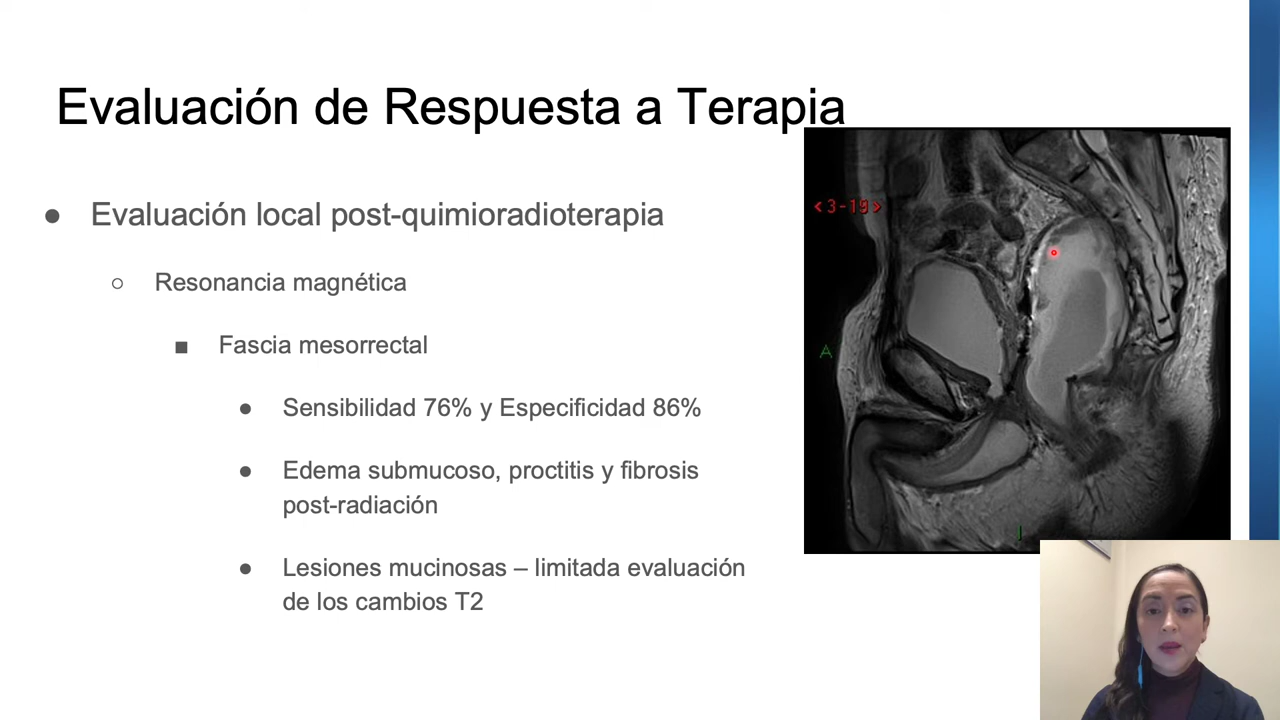 Evaluación de Respuesta a Terapia
● Evaluación local post-quimioradioterapia
○ Resonancia magnética
■ Fascia mesorrectal
● Sensibilidad 76% y Especificidad 86%
● Edema submucoso, proctitis y fibrosis
post-radiación
● Lesiones mucinosas – limitada evaluación
de los cambios T2
<3-19>
A
I